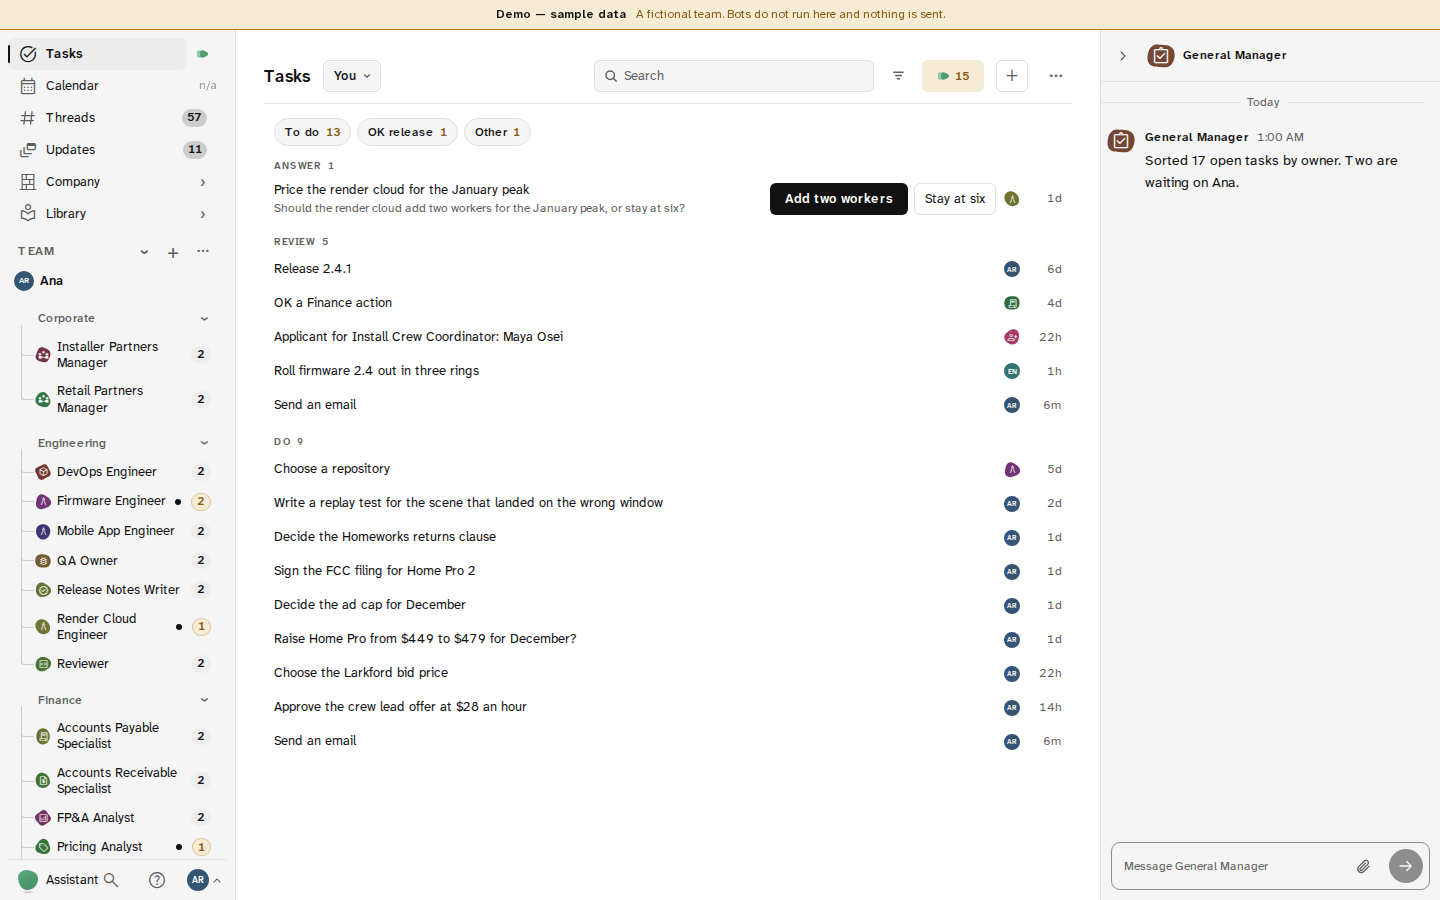 Demo — sample data A fictional team. Bots do not run here and nothing is sent.
Tasks
Calendar n/a
Threads 57
Updates 11
Company
Library
TEAM
AR Ana
Corporate
Installer Partners Manager 2
Retail Partners Manager 2
Engineering
DevOps Engineer 2
Firmware Engineer 2
Mobile App Engineer 2
QA Owner 2
Release Notes Writer 2
Render Cloud Engineer 1
Reviewer 2
Finance
Accounts Payable Specialist 2
Accounts Receivable Specialist 2
FP&A Analyst 2
Pricing Analyst 1
Assistant AR
Tasks You Search 15
To do 13 OK release 1 Other 1
ANSWER 1
Price the render cloud for the January peak
Should the render cloud add two workers for the January peak, or stay at six?
Add two workers Stay at six 1d
REVIEW 5
Release 2.4.1 AR 6d
OK a Finance action 4d
Applicant for Install Crew Coordinator: Maya Osei 22h
Roll firmware 2.4 out in three rings EN 1h
Send an email AR 6m
DO 9
Choose a repository 5d
Write a replay test for the scene that landed on the wrong window AR 2d
Decide the Homeworks returns clause AR 1d
Sign the FCC filing for Home Pro 2 AR 1d
Decide the ad cap for December AR 1d
Raise Home Pro from $449 to $479 for December? AR 1d
Choose the Larkford bid price AR 22h
Approve the crew lead offer at $28 an hour AR 14h
Send an email AR 6m
General Manager
Today
General Manager 1:00 AM
Sorted 17 open tasks by owner. Two are
waiting on Ana.
Message General Manager